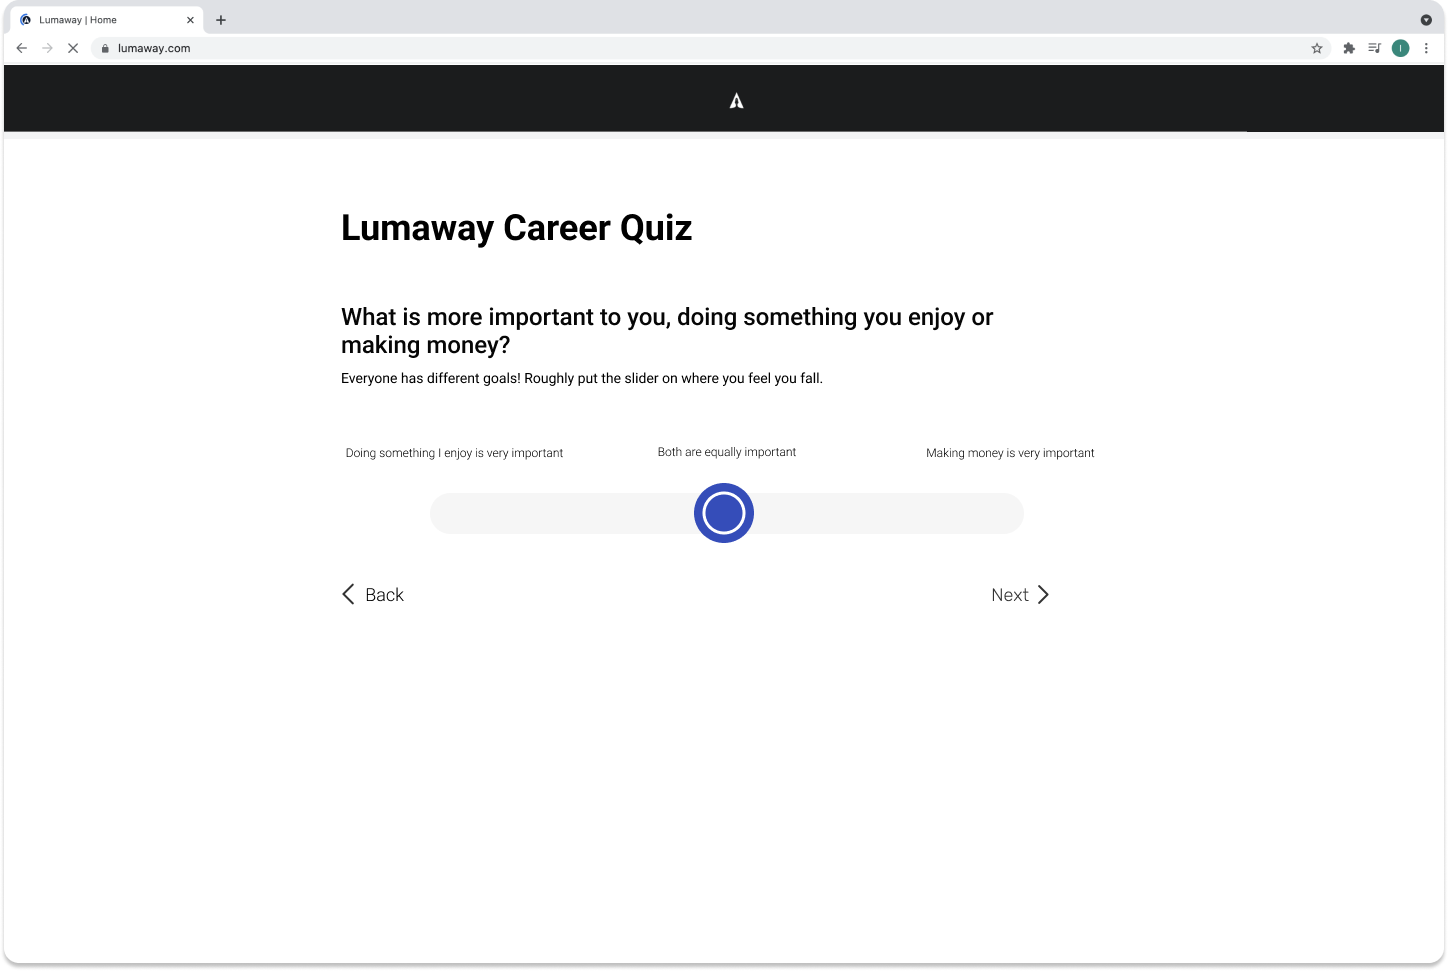 Lumaway | Home
lumaway.com
I
Lumaway Career Quiz
What is more important to you, doing something you enjoy or
making money?
Everyone has different goals! Roughly put the slider on where you feel you fall.
Doing something I enjoy is very important
Both are equally important
Making money is very important
Back
Next